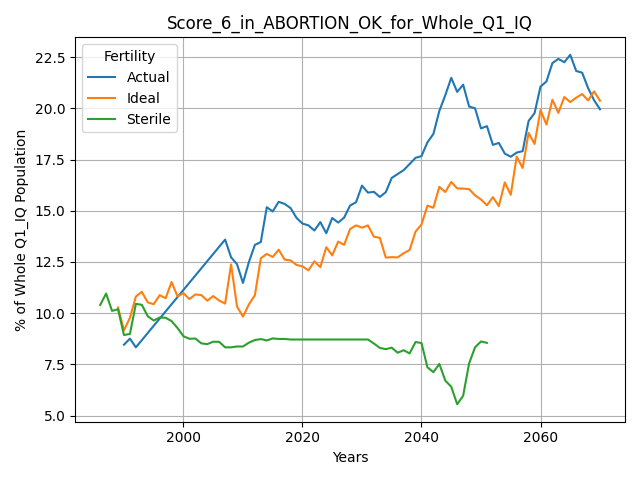 Score_6_in_ABORTION_OK_for_Whole_Q1_IQ
Fertility
Actual
Ideal
Sterile
% of Whole Q1_IQ Population
22.5
20.0
17.5
15.0
12.5
10.0
7.5
5.0
2000
2020
2040
2060
Years